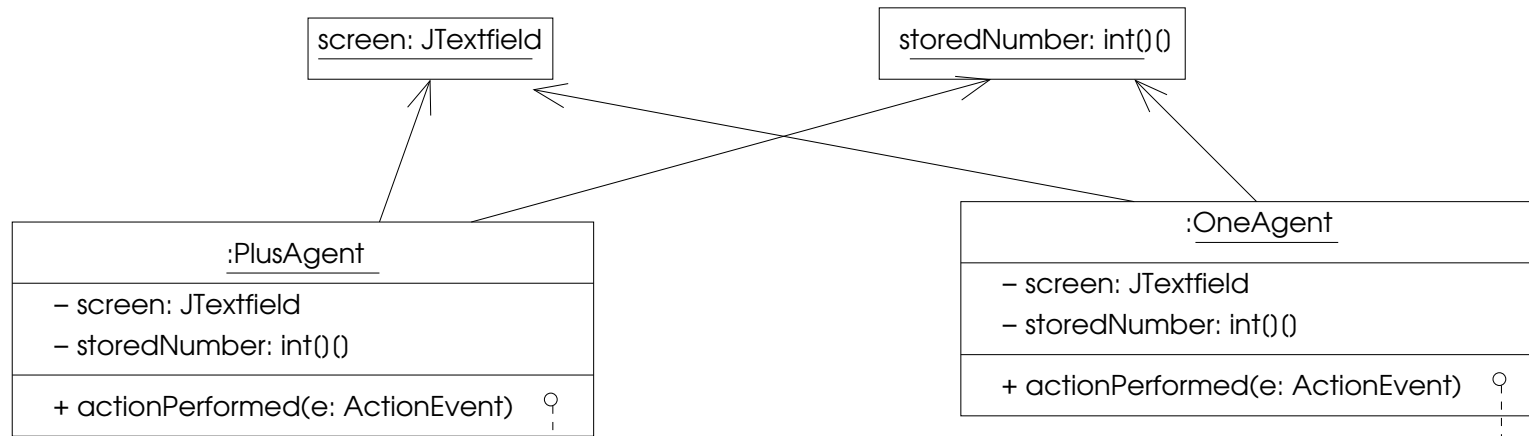 screen: JTextfield
storedNumber: int()()
:PlusAgent
– screen: JTextfield
– storedNumber: int()()
+ actionPerformed(e: ActionEvent)
:OneAgent
– screen: JTextfield
– storedNumber: int()()
+ actionPerformed(e: ActionEvent)